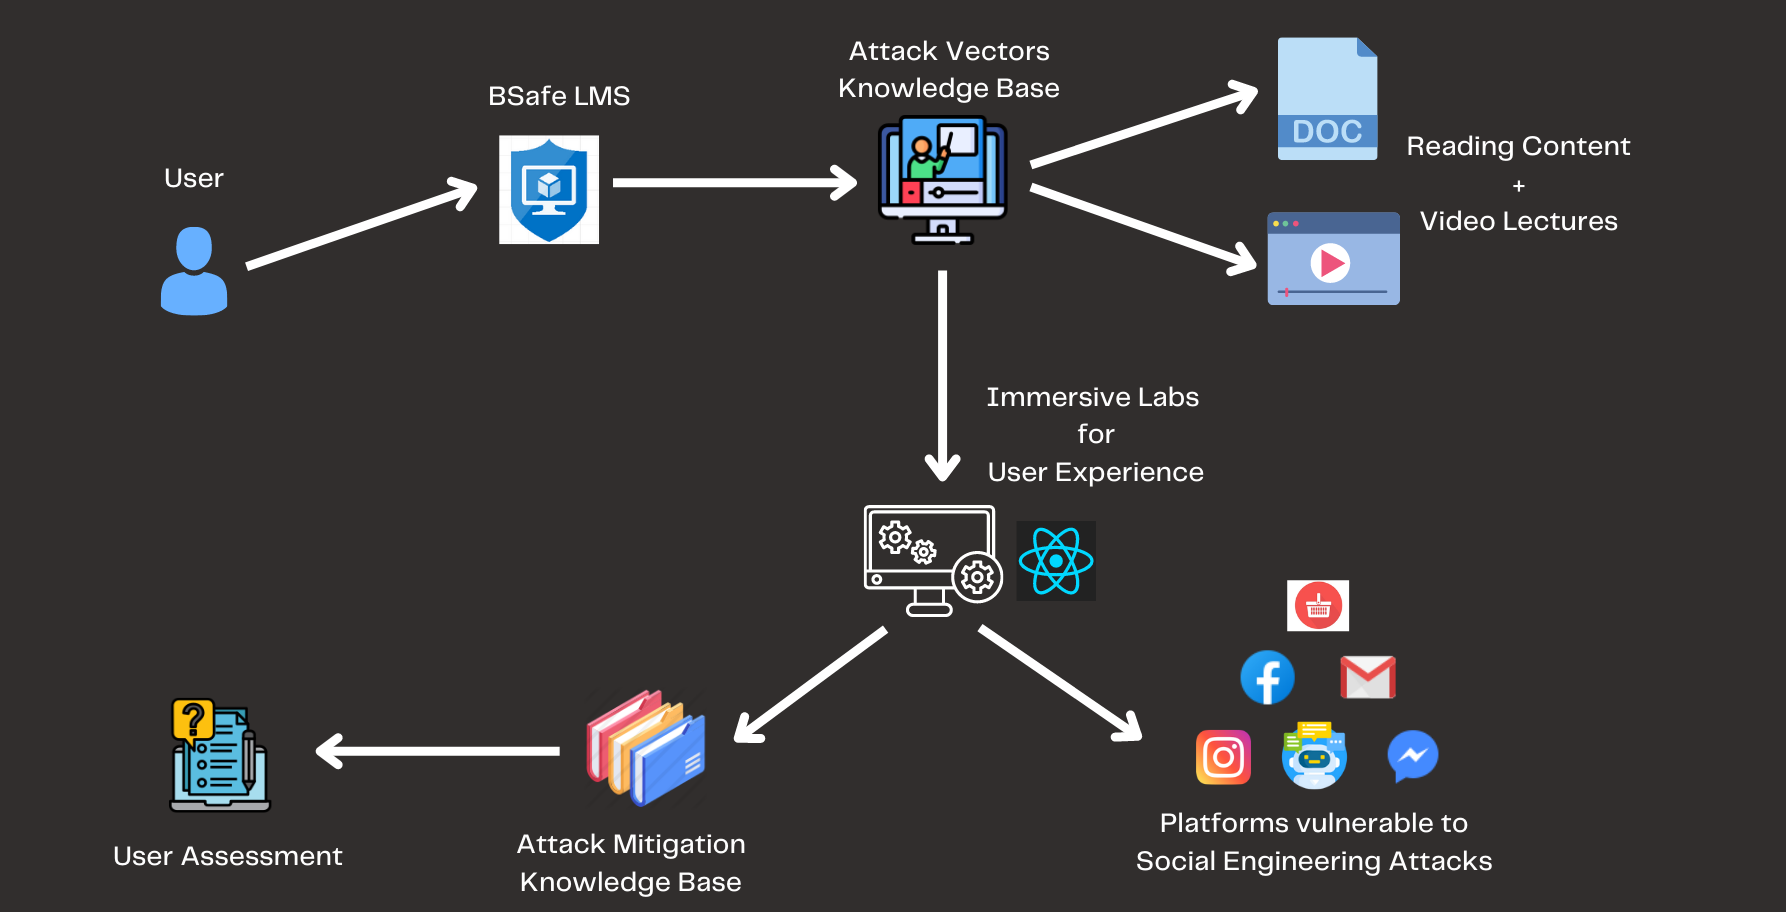 User
BSafe LMS
Attack Vectors
Knowledge Base
DOC
Reading Content
+
Video Lectures
Immersive Labs
for
User Experience
User Assessment
Attack Mitigation
Knowledge Base
Platforms vulnerable to
Social Engineering Attacks